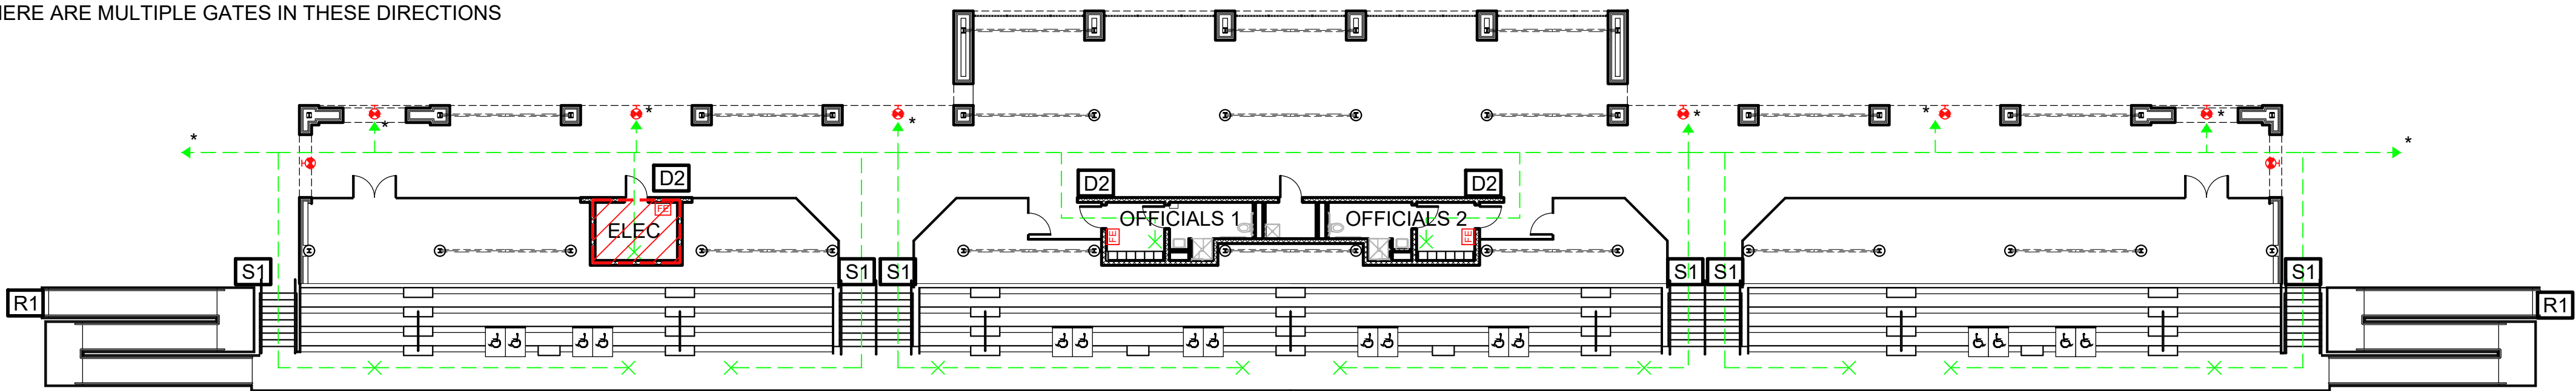 HERE ARE MULTIPLE GATES IN THESE DIRECTIONS
* * * * * * * *
D2 D2 D2
FE
OFFICIALS 1 OFFICIALS 2
ELEC FE FE
S1 S1 S1 S1 S1 S1
R1 R1